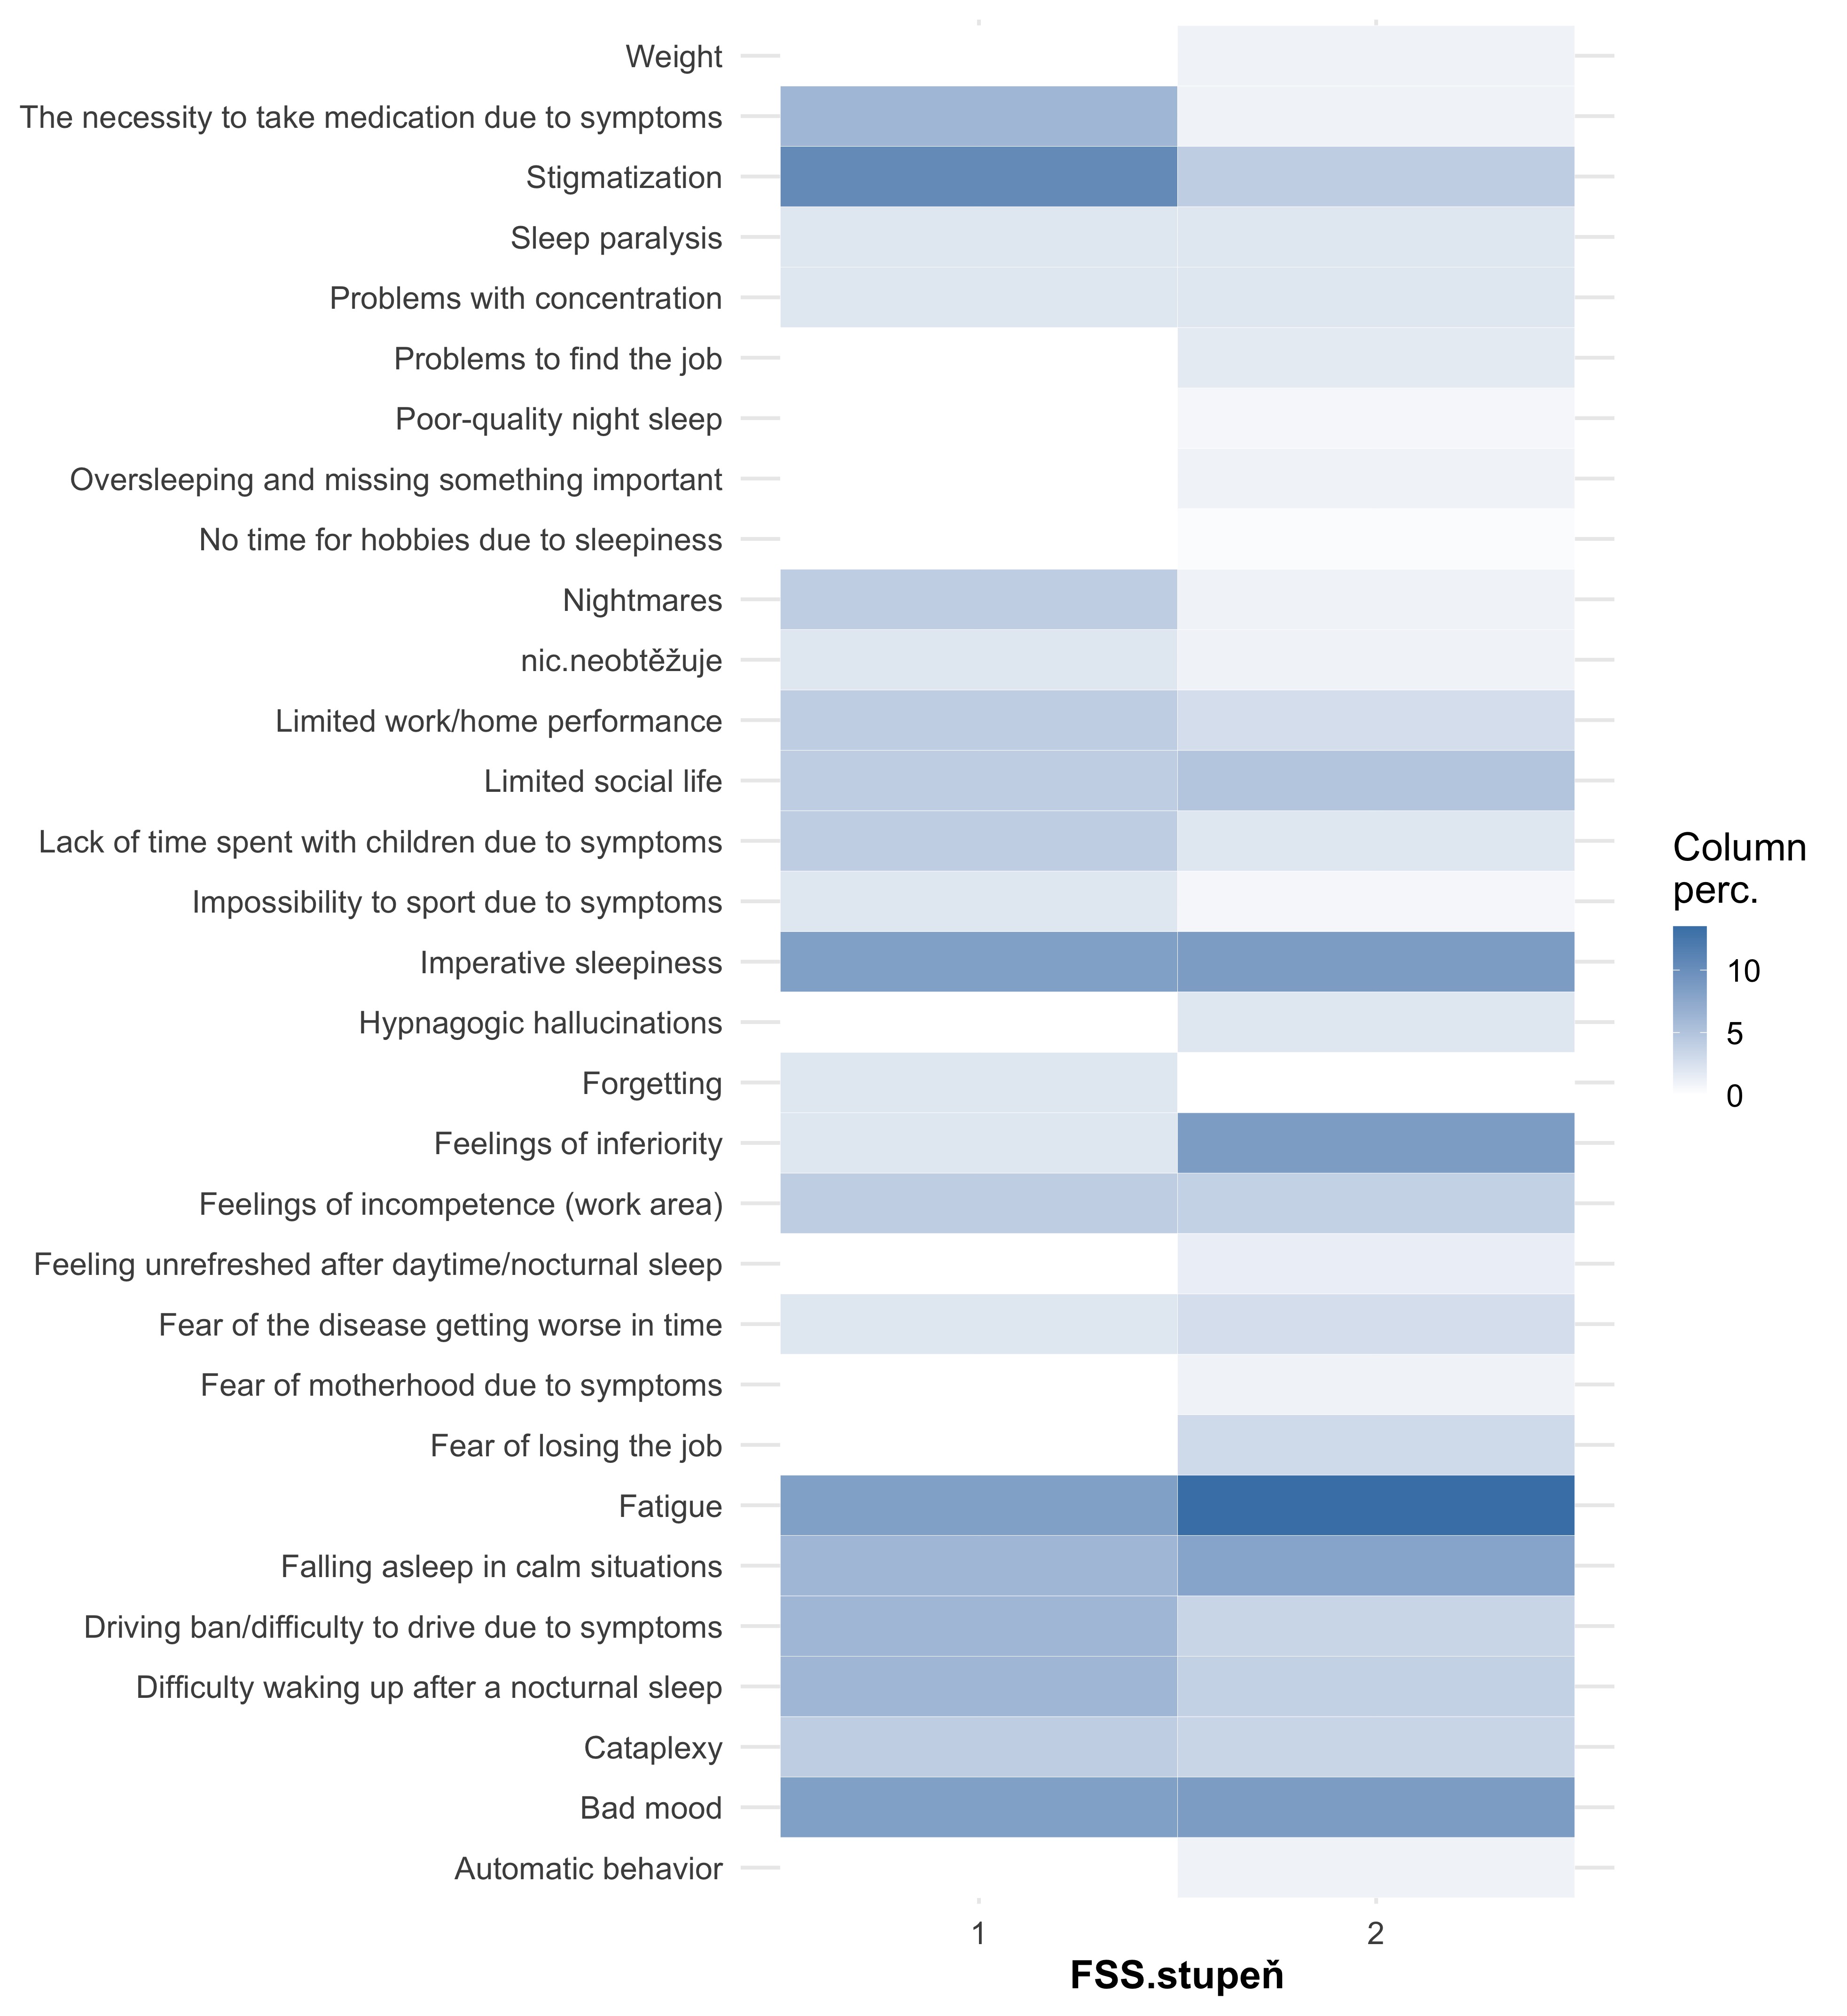 Weight
The necessity to take medication due to symptoms
Stigmatization
Sleep paralysis
Problems with concentration
Problems to find the job
Poor-quality night sleep
Oversleeping and missing something important
No time for hobbies due to sleepiness
Nightmares
nic.neobtěžuje
Limited work/home performance
Limited social life
Lack of time spent with children due to symptoms
Impossibility to sport due to symptoms
Imperative sleepiness
Hypnagogic hallucinations
Forgetting
Feelings of inferiority
Feelings of incompetence (work area)
Feeling unrefreshed after daytime/nocturnal sleep
Fear of the disease getting worse in time
Fear of motherhood due to symptoms
Fear of losing the job
Fatigue
Falling asleep in calm situations
Driving ban/difficulty to drive due to symptoms
Difficulty waking up after a nocturnal sleep
Cataplexy
Bad mood
Automatic behavior
1 2
FSS.stupeň
Column
perc.
10
5
0